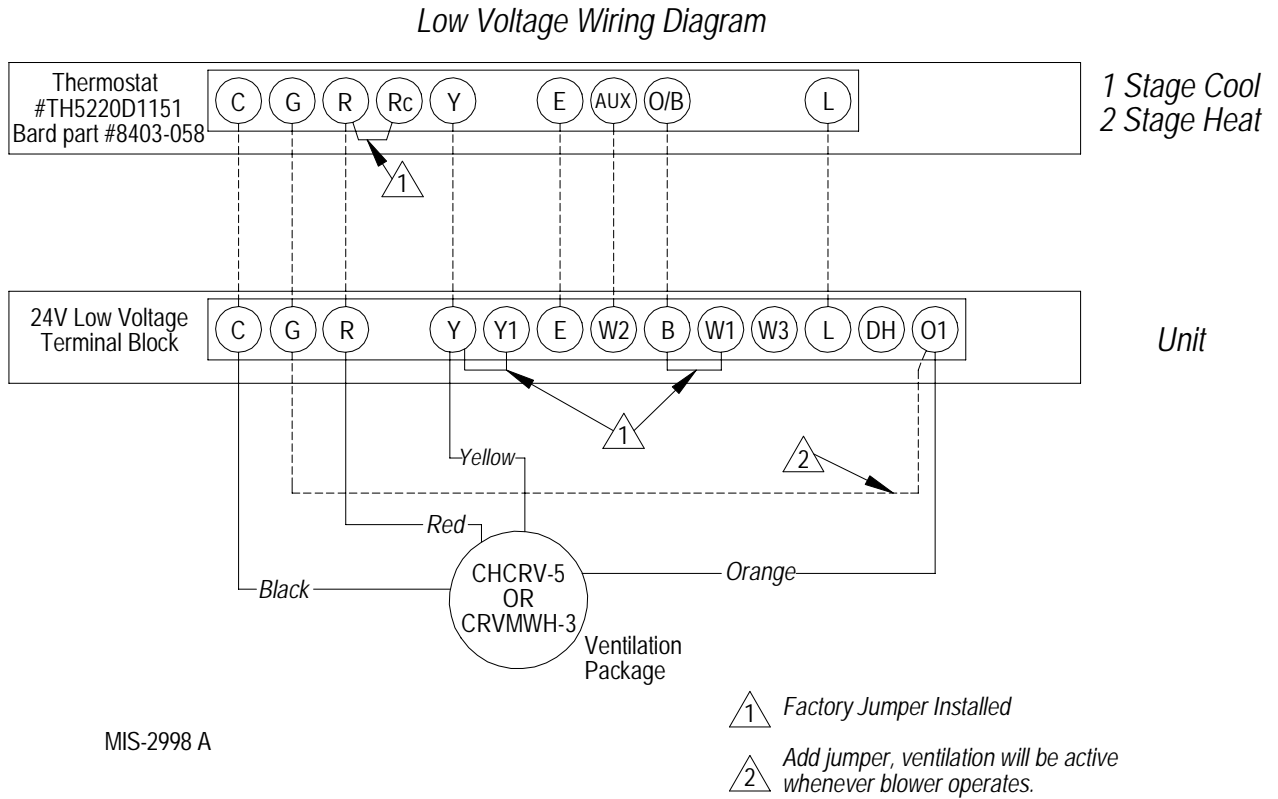 Low Voltage Wiring Diagram
Thermostat
#TH5220D1151
Bard part #8403-058
C G R Rc Y E AUX O/B L
1 Stage Cool
2 Stage Heat
1
24V Low Voltage
Terminal Block
C G R Y Y1 E W2 B W1 W3 L DH O1
Unit
1
2
Yellow
Red
Black
Orange
CHCRV-5
OR
CRVMWH-3
Ventilation
Package
1 Factory Jumper Installed
MIS-2998 A
2 Add jumper, ventilation will be active
whenever blower operates.